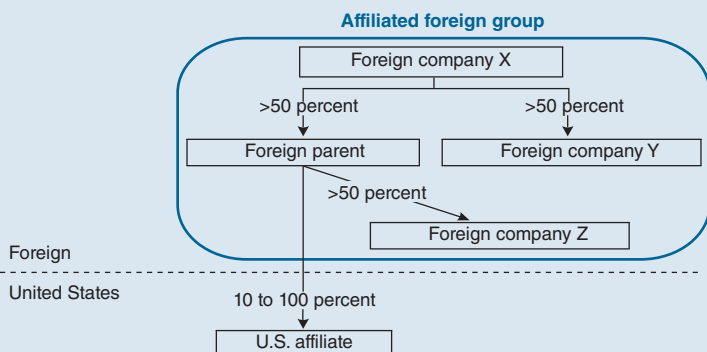 Affiliated foreign group
Foreign company X
>50 percent
>50 percent
Foreign parent
Foreign company Y
>50 percent
Foreign company Z
Foreign
United States
10 to 100 percent
U.S. affiliate